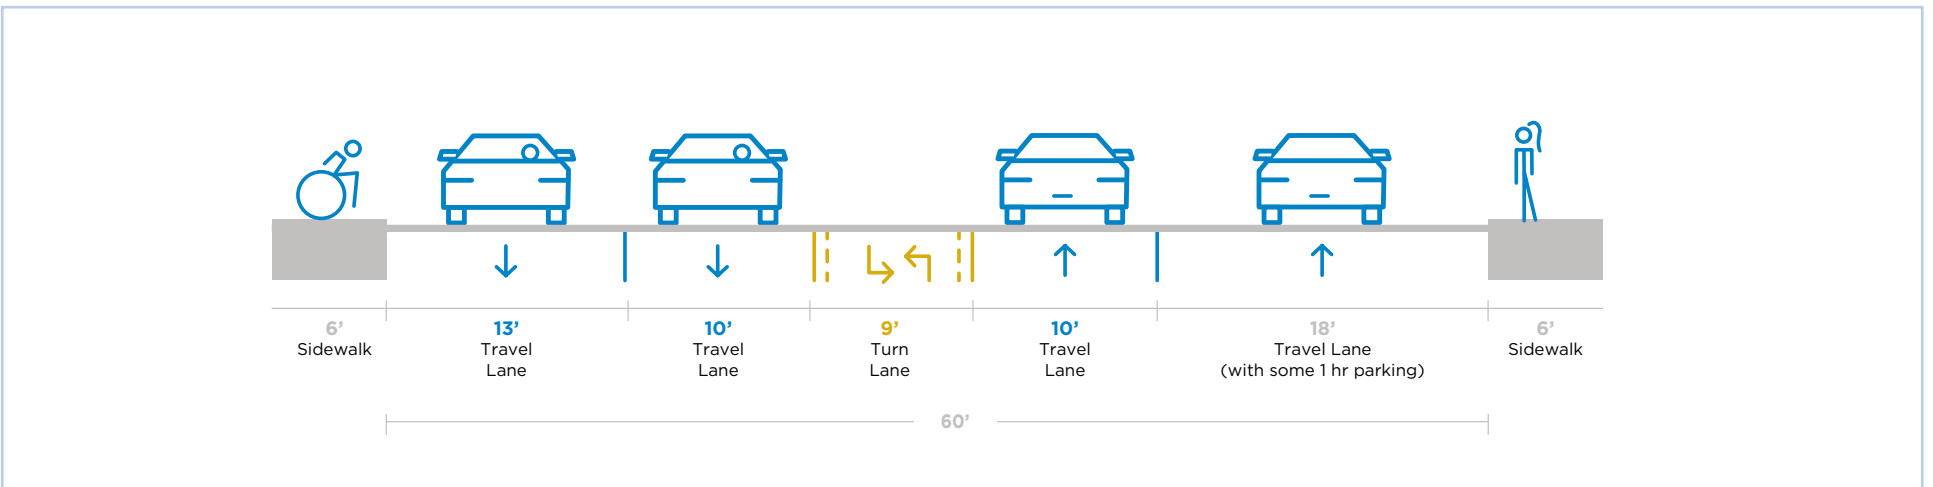 6’ 13’ 10’ 9’ 10’ 18’ 6’
Sidewalk Travel Travel Turn Travel Travel Lane Sidewalk
Lane Lane Lane Lane (with some 1 hr parking)
60’